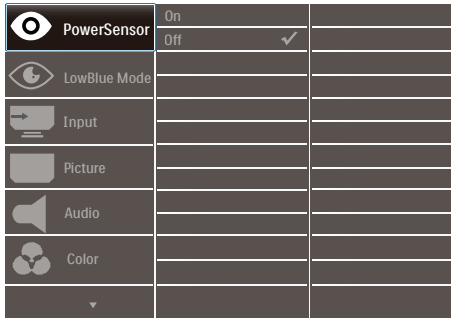 PowerSensor
On
Off
LowBlue Mode
Input
Picture
Audio
Color